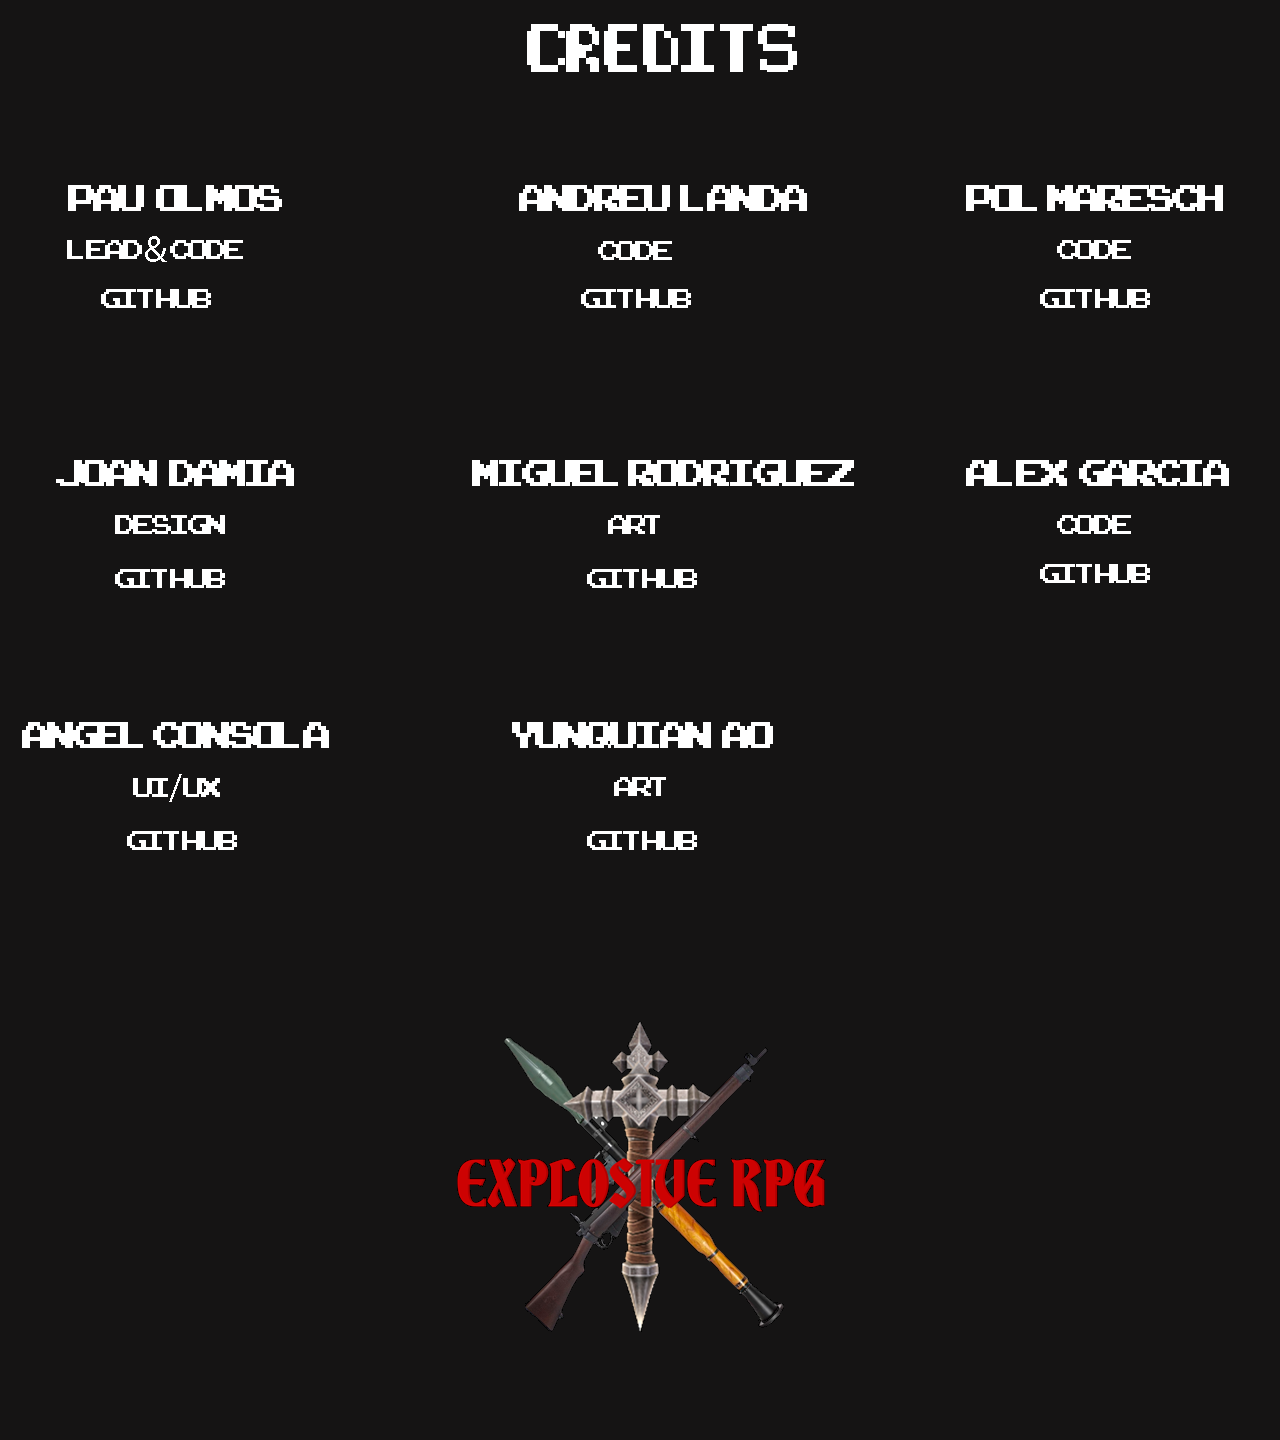 CREDITS
PAU OLMOS
LEAD&CODE
GITHUB
ANDREU LANDA
CODE
GITHUB
POL MARESCH
CODE
GITHUB
JOAN DAMIA
DESIGN
GITHUB
MIGUEL RODRIGUEZ
ART
GITHUB
ALEX GARCIA
CODE
GITHUB
ANGEL CONSOLA
UI/UX
GITHUB
YUNQUIAN AO
ART
GITHUB
EXPLOSIVE RPG